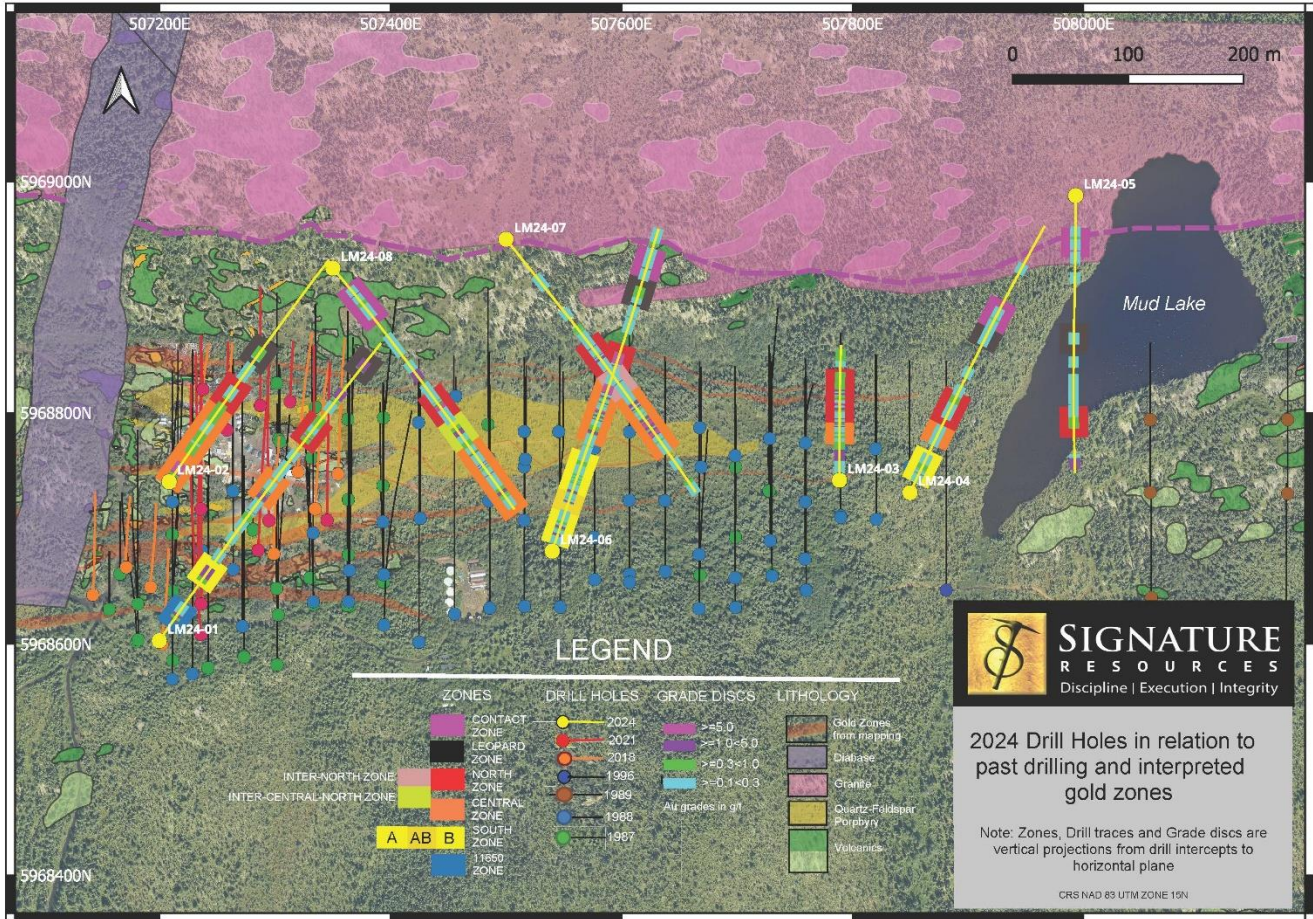 507200E 507400E 507600E 507800E 508000E
0 100 200 m
5969000N
LM24-05
LM24-07
LM24-08
Mud Lake
5968800N
LM24-02
LM24-03
LM24-04
LM24-06
LM24-01
5968600N
LEGEND
ZONES
CONTACT
ZONE
LEOPARD
ZONE
INTER-NORTH ZONE
NORTH
ZONE
INTER-CENTRAL-NORTH ZONE
CENTRAL
ZONE
A AB B
SOUTH
ZONE
11650
ZONE
DRILL HOLES
2024
2021
2018
1996
1989
1988
1987
GRADE DISCS
>=5.0
>=1.0<5.0
>=0.3<1.0
>=0.1<0.3
Au grades in g/t
LITHOLOGY
Gold Zones
from mapping
Diabase
Granite
Quartz-Feldspar
Porphyry
Volcanics
SIGNATURE
RESOURCES
Discipline | Execution | Integrity
2024 Drill Holes in relation to
past drilling and interpreted
gold zones
Note: Zones, Drill traces and Grade discs are
vertical projections from drill intercepts to
horizontal plane
CRS NAD 83 UTM ZONE 15N
5968400N